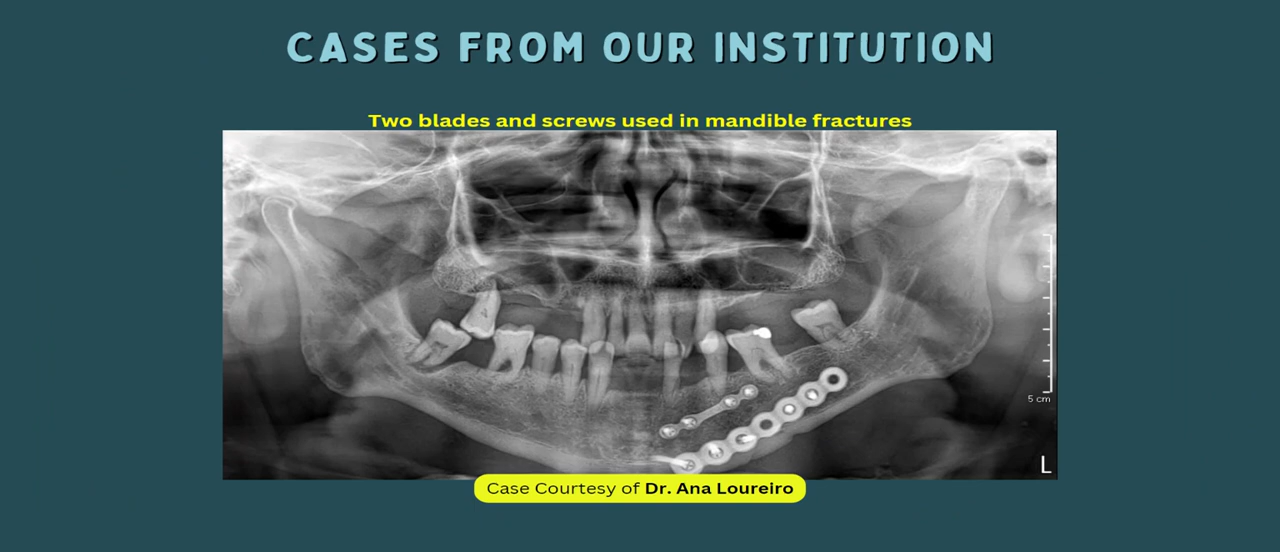 CASES FROM OUR INSTITUTION
Two blades and screws used in mandible fractures
5 cm
L
Case Courtesy of Dr. Ana Loureiro